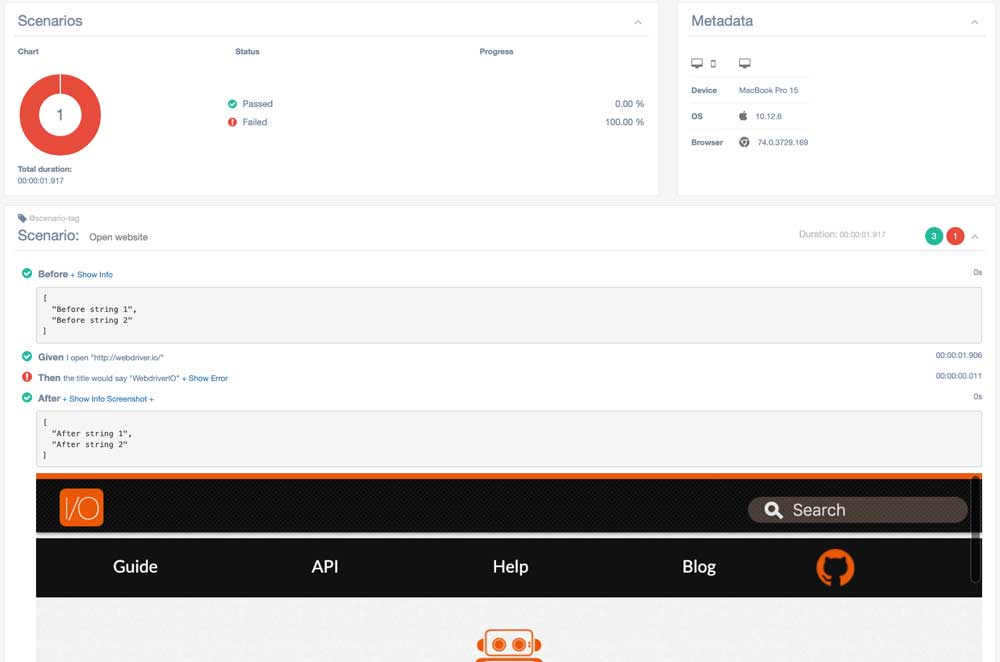 Scenarios
Chart
Status
Progress
1
Passed
0.00 %
Failed
100.00 %
Total duration:
00:00:01.917
Metadata
Device MacBook Pro 15
OS 10.12.6
Browser 74.0.3729.169
@scenario-tag
Scenario: Open website
Duration: 00:00:01.917
3 1
Before + Show Info
0s
[
"Before string 1",
"Before string 2"
]
Given I open "http://webdriver.io/"
00:00:01.906
Then the title would say "WebdriverIO" + Show Error
00:00:00.011
After + Show Info Screenshot +
0s
[
"After string 1",
"After string 2"
]
I/O
Search
Guide API Help Blog